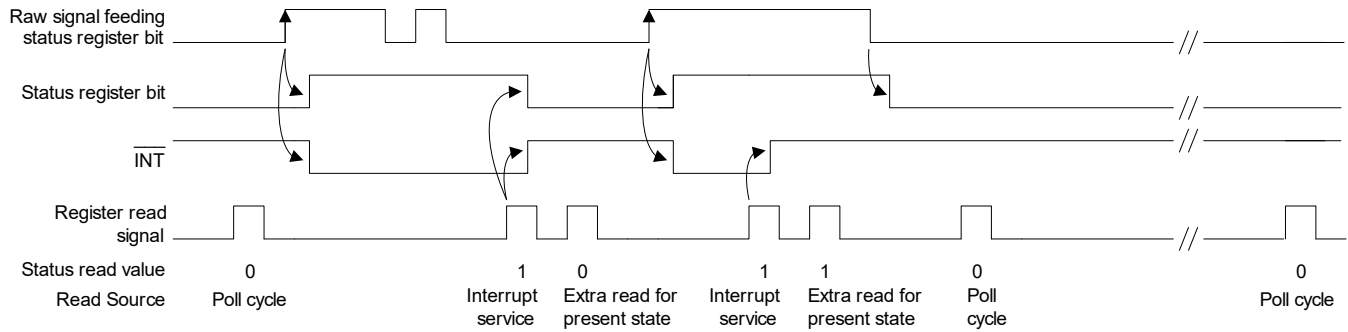 Raw signal feeding
status register bit
Status register bit
INT
Register read
signal
Status read value 0 1 0 1 1 0 0
Read Source Poll cycle Interrupt Extra read for Interrupt Extra read for Poll Poll cycle
service present state service present state cycle